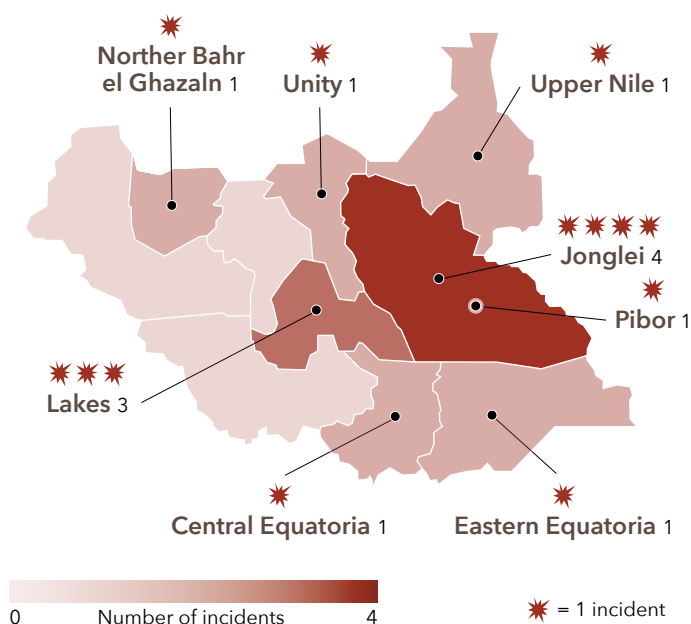 Norther Bahr
el Ghazaln 1
Unity 1
Upper Nile 1
Jonglei 4
Pibor 1
Lakes 3
Central Equatoria 1
Eastern Equatoria 1
0 Number of incidents 4
= 1 incident